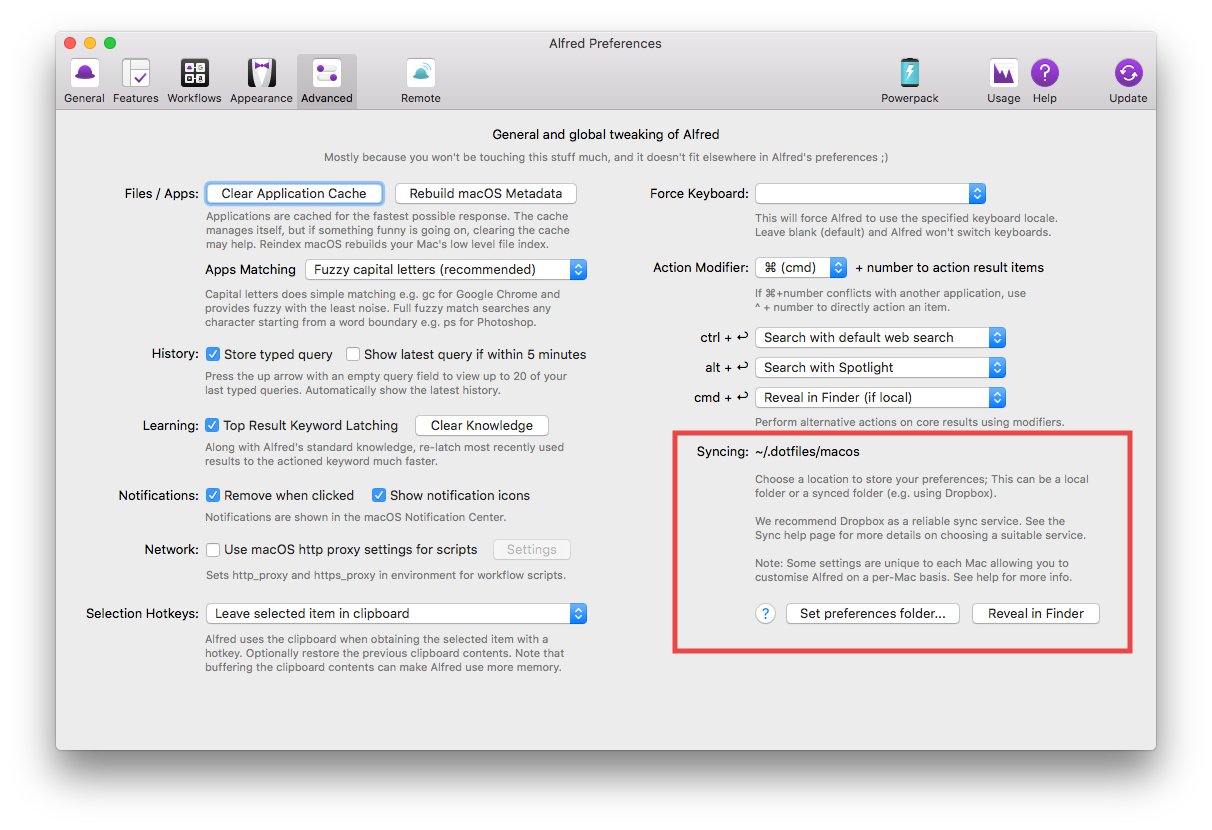 Alfred Preferences
General
Features
Workflows
Appearance
Advanced
Remote
Powerpack
Usage
Help
Update
General and global tweaking of Alfred
Mostly because you won't be touching this stuff much, and it doesn't fit elsewhere in Alfred's preferences ;)
Files / Apps: Clear Application Cache Rebuild macOS Metadata
Applications are cached for the fastest possible response. The cache
manages itself, but if something funny is going on, clearing the cache
may help. Reindex macOS rebuilds your Mac's low level file index.
Apps Matching Fuzzy capital letters (recommended)
Capital letters does simple matching e.g. gc for Google Chrome and
provides fuzzy with the least noise. Full fuzzy match searches any
character starting from a word boundary e.g. ps for Photoshop.
History: Store typed query Show latest query if within 5 minutes
Press the up arrow with an empty query field to view up to 20 of your
last typed queries. Automatically show the latest history.
Learning: Top Result Keyword Latching Clear Knowledge
Along with Alfred's standard knowledge, re-latch most recently used
results to the actioned keyword much faster.
Notifications: Remove when clicked Show notification icons
Notifications are shown in the macOS Notification Center.
Network: Use macOS http proxy settings for scripts Settings
Sets http_proxy and https_proxy in environment for workflow scripts.
Selection Hotkeys: Leave selected item in clipboard
Alfred uses the clipboard when obtaining the selected item with a
hotkey. Optionally restore the previous clipboard contents. Note that
buffering the clipboard contents can make Alfred use more memory.
Force Keyboard:
This will force Alfred to use the specified keyboard locale.
Leave blank (default) and Alfred won't switch keyboards.
Action Modifier: ⌘ (cmd) + number to action result items
If ⌘+number conflicts with another application, use
^ + number to directly action an item.
ctrl + ↩ Search with default web search
alt + ↩ Search with Spotlight
cmd + ↩ Reveal in Finder (if local)
Perform alternative actions on core results using modifiers.
Syncing: ~/.dotfiles/macos
Choose a location to store your preferences; This can be a local
folder or a synced folder (e.g. using Dropbox).
We recommend Dropbox as a reliable sync service. See the
Sync help page for more details on choosing a suitable service.
Note: Some settings are unique to each Mac allowing you to
customise Alfred on a per-Mac basis. See help for more info.
? Set preferences folder... Reveal in Finder